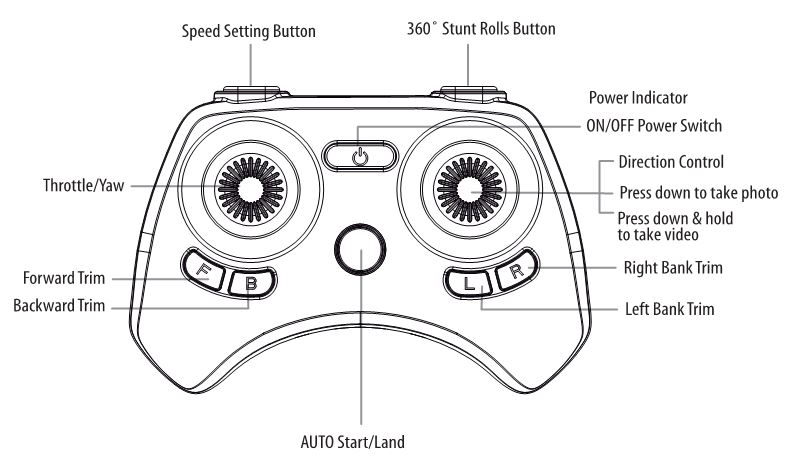 Speed Setting Button
360˚ Stunt Rolls Button
Power Indicator
ON/OFF Power Switch
Direction Control
Throttle/Yaw
Press down to take photo
Press down & hold
to take video
F
B
L
R
Forward Trim
Right Bank Trim
Backward Trim
Left Bank Trim
AUTO Start/Land